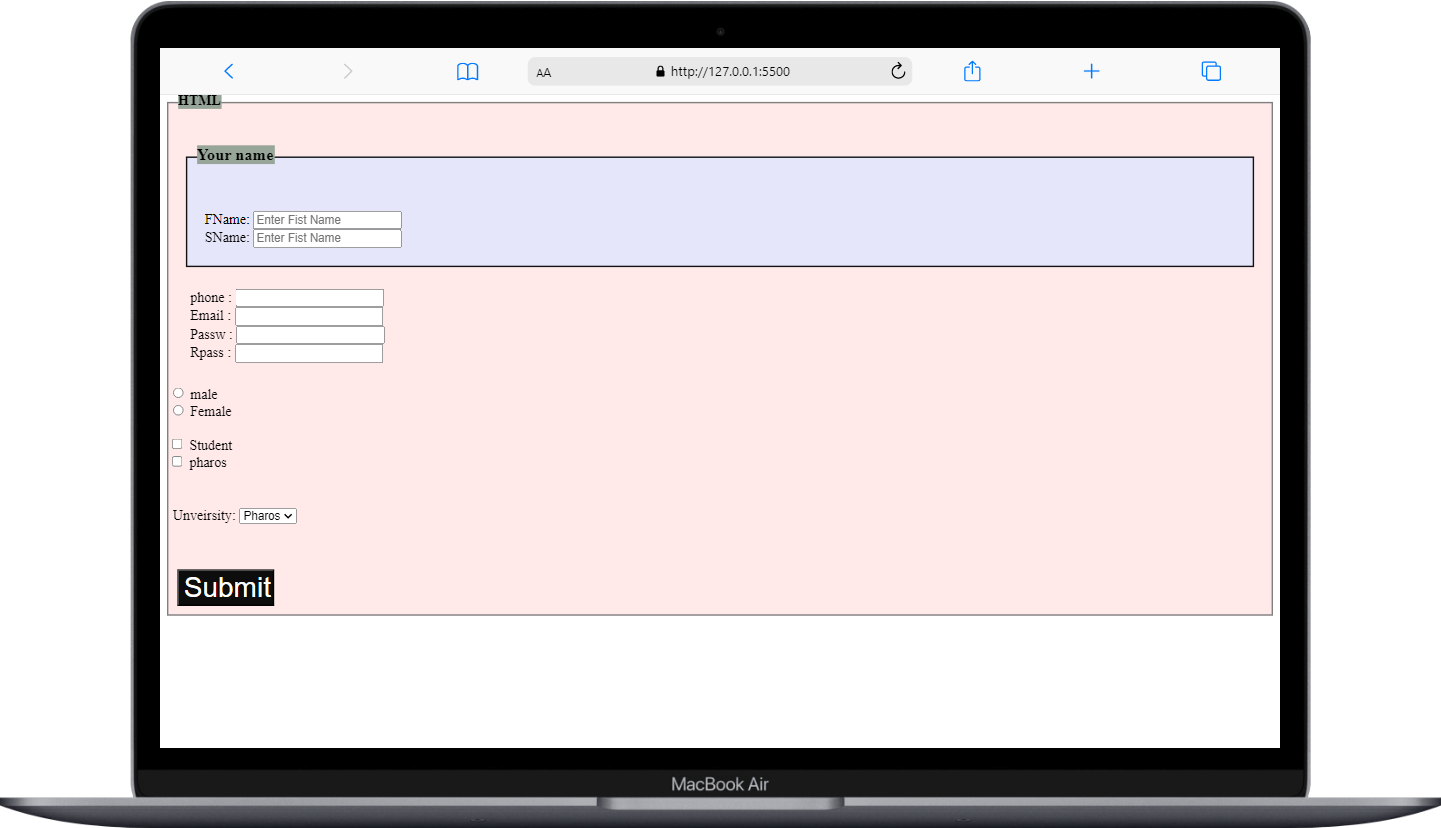 AA
http://127.0.0.1:5500
HTML
Your name
FName: Enter Fist Name
SName: Enter Fist Name
phone :
Email :
Passw :
Rpass :
male
Female
Student
pharos
Unveirsity: Pharos
Submit
MacBook Air